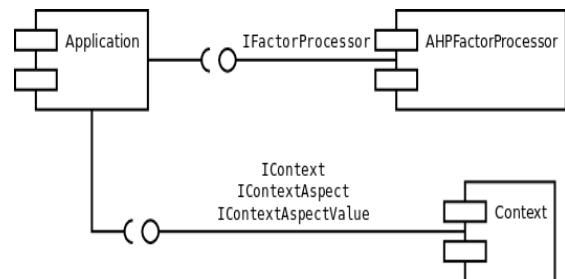 Application
IFactorProcessor
AHPFactorProcessor
IContext
IContextAspect
IContextAspectValue
Context